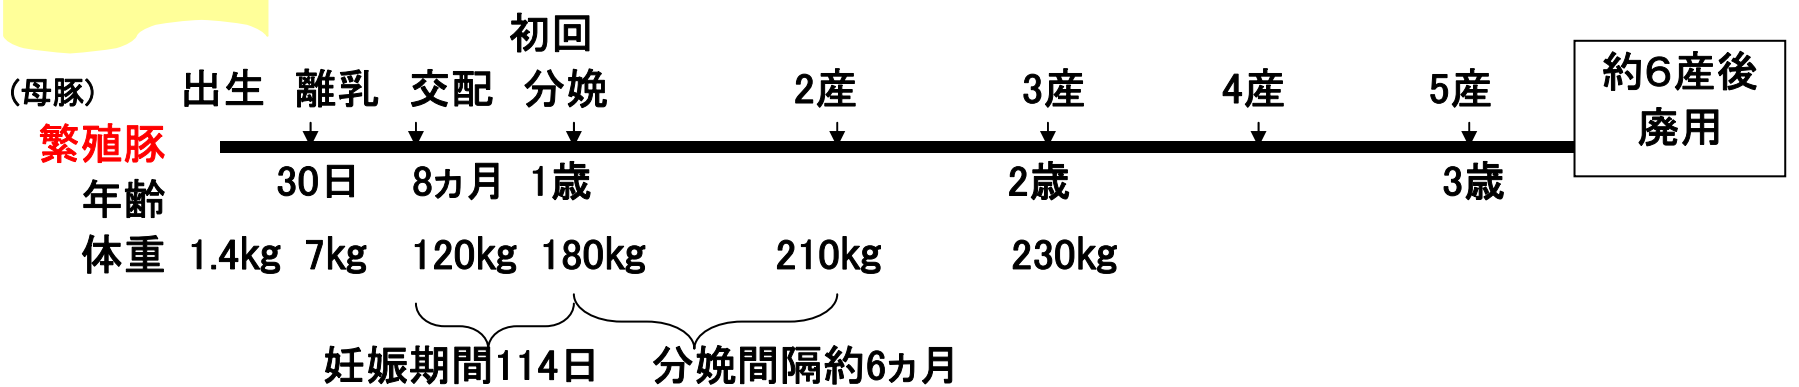 初回
(母豚) 出生 離乳 交配 分娩 2産 3産 4産 5産
約6産後
廃用
繁殖豚
30日 8ヵ月 1歳 2歳 3歳
年齢
体重 1.4kg 7kg 120kg 180kg 210kg 230kg
妊娠期間114日 分娩間隔約6ヵ月